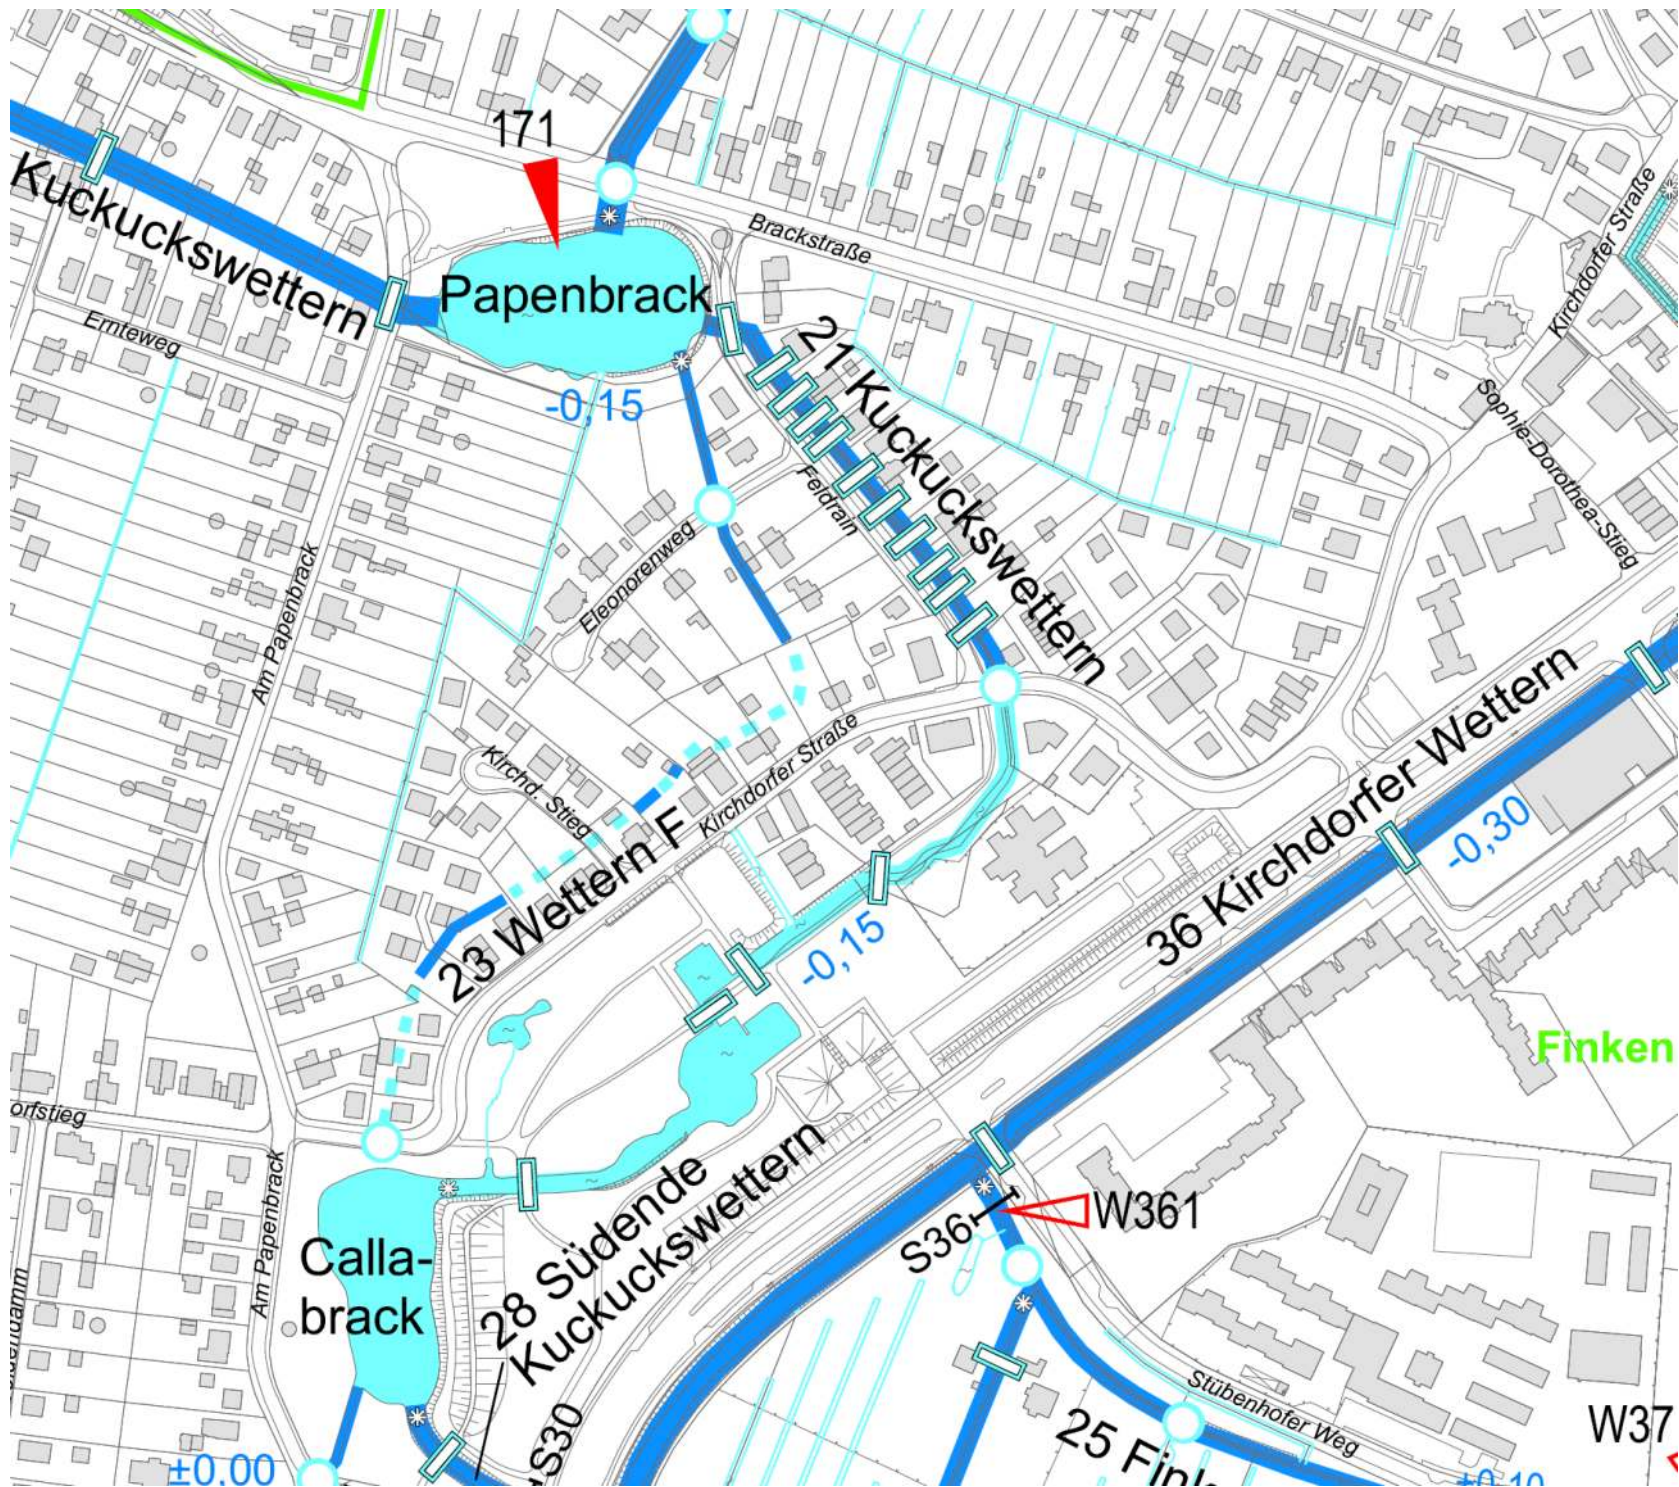 171
Kuckuckswettern
Brackstraße
Kirchdorfer Straße
Papenbrack
Ernteweg
-0,15
21 Kuckuckswettern
Sophie-Dorothea-Stieg
Feldrain
Eleonorenweg
Am Papenbrack
Kirchd. Stieg
Kirchdorfer Straße
23 Wettern F
36 Kirchdorfer Wettern
-0,30
-0,15
Finken
orfstieg
Am Papenbrack
W361
S36
Calla-
brack
28 Südende
Kuckuckswettern
S30
Stübenhofer Weg
25 Fin
W37
±0,00
±0,10